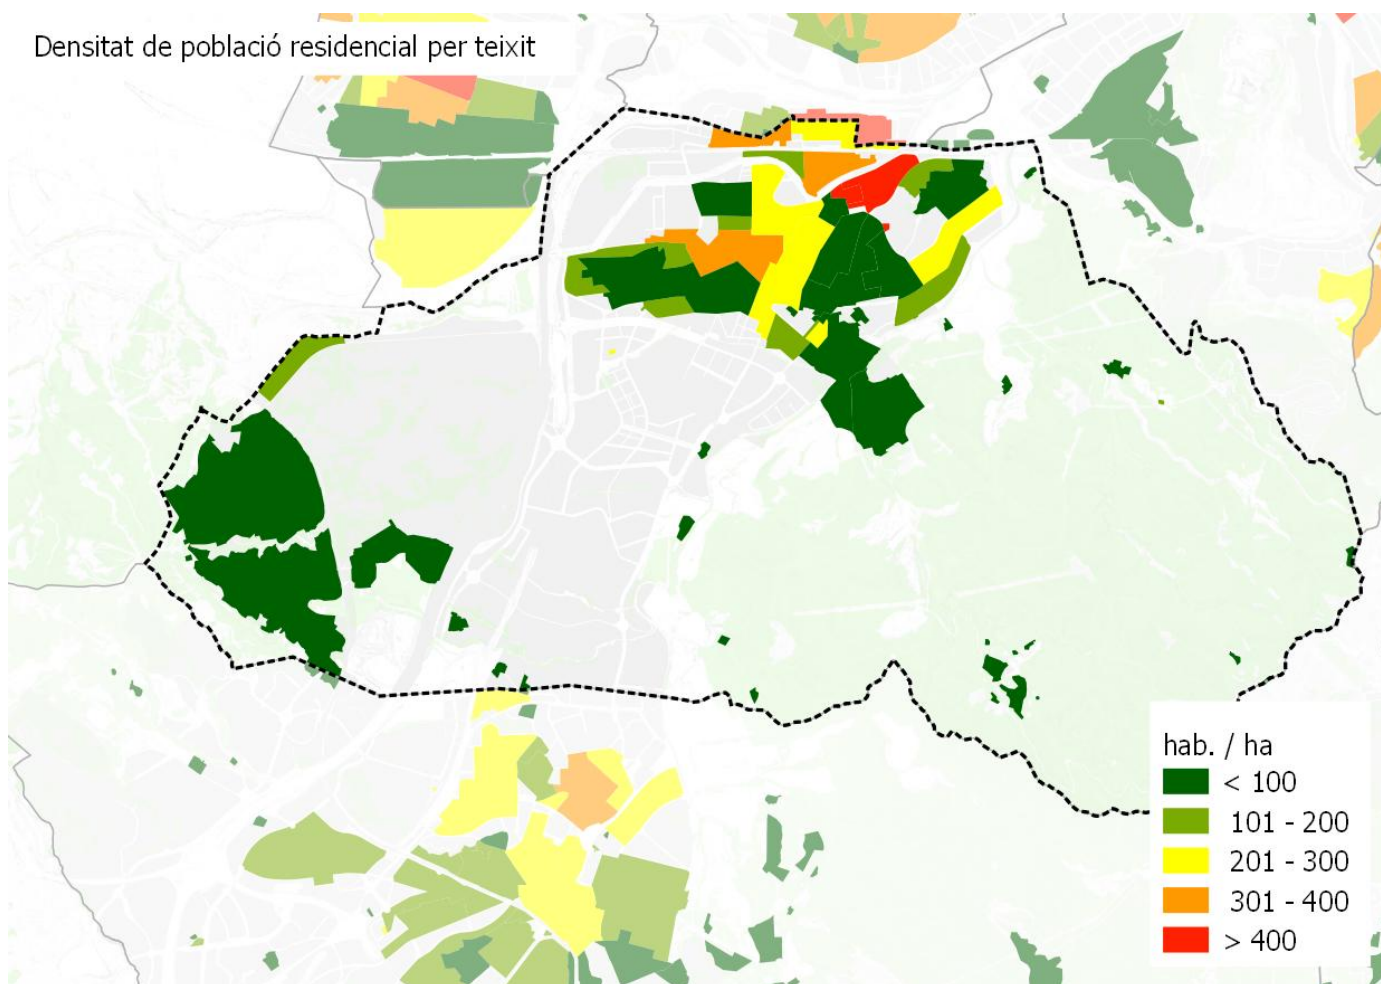 Densitat de població residencial per teixit
hab. / ha
< 100
101 - 200
201 - 300
301 - 400
> 400